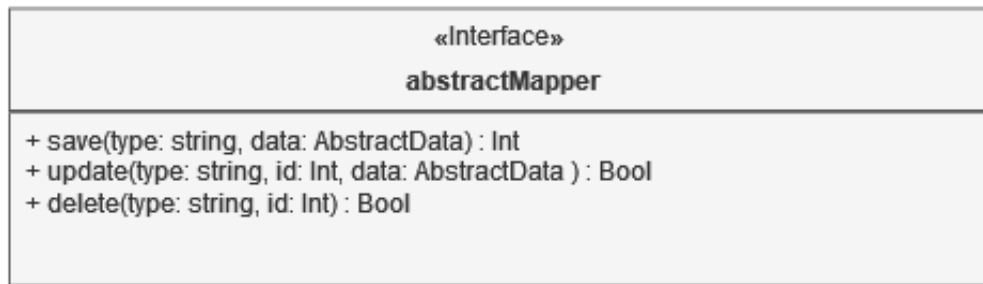 «Interface»
abstractMapper
+ save(type: string, data: AbstractData) : Int
+ update(type: string, id: Int, data: AbstractData ) : Bool
+ delete(type: string, id: Int) : Bool